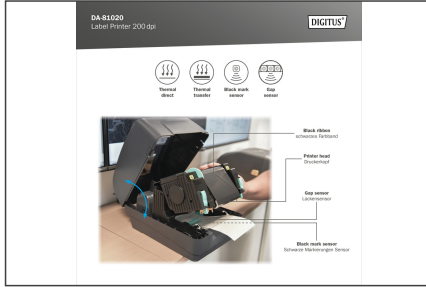 DA-81020
Label Printer 200 dpi
DIGITUS®
Thermal
direct
Thermal
transfer
Black mark
sensor
Gap
sensor
Black ribbon
schwarzes Farbband
Printer head
Druckerkopf
Gap sensor
Lückensensor
Black mark sensor
Schwarze Markierungen Sensor